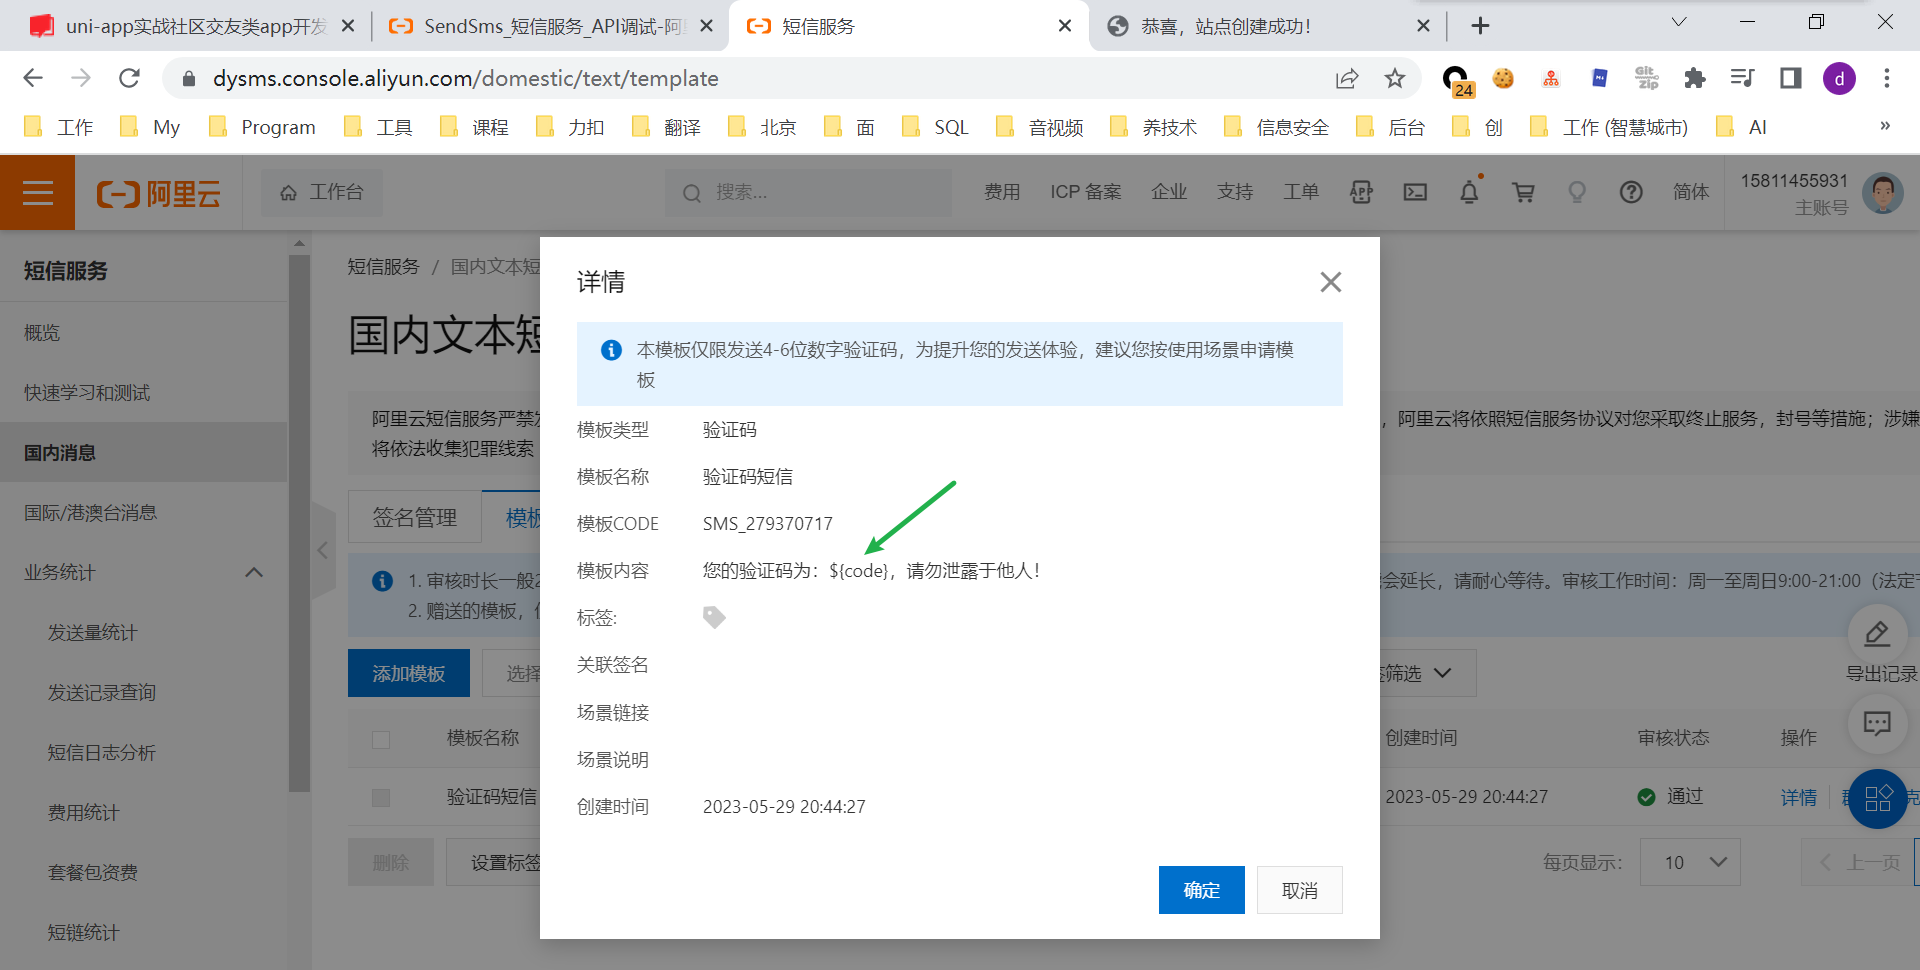 uni-app实战社区交友类app开发
SendSms_短信服务_API调试-阿
短信服务
恭喜，站点创建成功！
dysms.console.aliyun.com/domestic/text/template
24
Git
Zip
d
工作
My
Program
工具
课程
力扣
翻译
北京
面
SQL
音视频
养技术
信息安全
后台
创
工作 (智慧城市)
AI
»
阿里云
工作台
搜索...
费用
ICP 备案
企业
支持
工单
APP
简体
15811455931
主账号
短信服务
概览
快速学习和测试
国内消息
国际/港澳台消息
业务统计
发送量统计
发送记录查询
短信日志分析
费用统计
套餐包资费
短链统计
短信服务 / 国内文本短
国内文本短
阿里云短信服务严禁
，阿里云将依照短信服务协议对您采取终止服务，封号等措施；涉嫌
将依法收集犯罪线索
签名管理
模板
1. 审核时长一般2
会延长，请耐心等待。审核工作时间：周一至周日9:00-21:00（法定
2. 赠送的模板，
添加模板
选择
签筛选
导出记录
模板名称
创建时间
审核状态
操作
验证码短信
2023-05-29 20:44:27
通过
详情
克
删除
设置标签
每页显示：
10
上一页
详情
本模板仅限发送4-6位数字验证码，为提升您的发送体验，建议您按使用场景申请模
板
模板类型 验证码
模板名称 验证码短信
模板CODE SMS_279370717
模板内容 您的验证码为：${code}，请勿泄露于他人！
标签:
关联签名
场景链接
场景说明
创建时间 2023-05-29 20:44:27
确定
取消